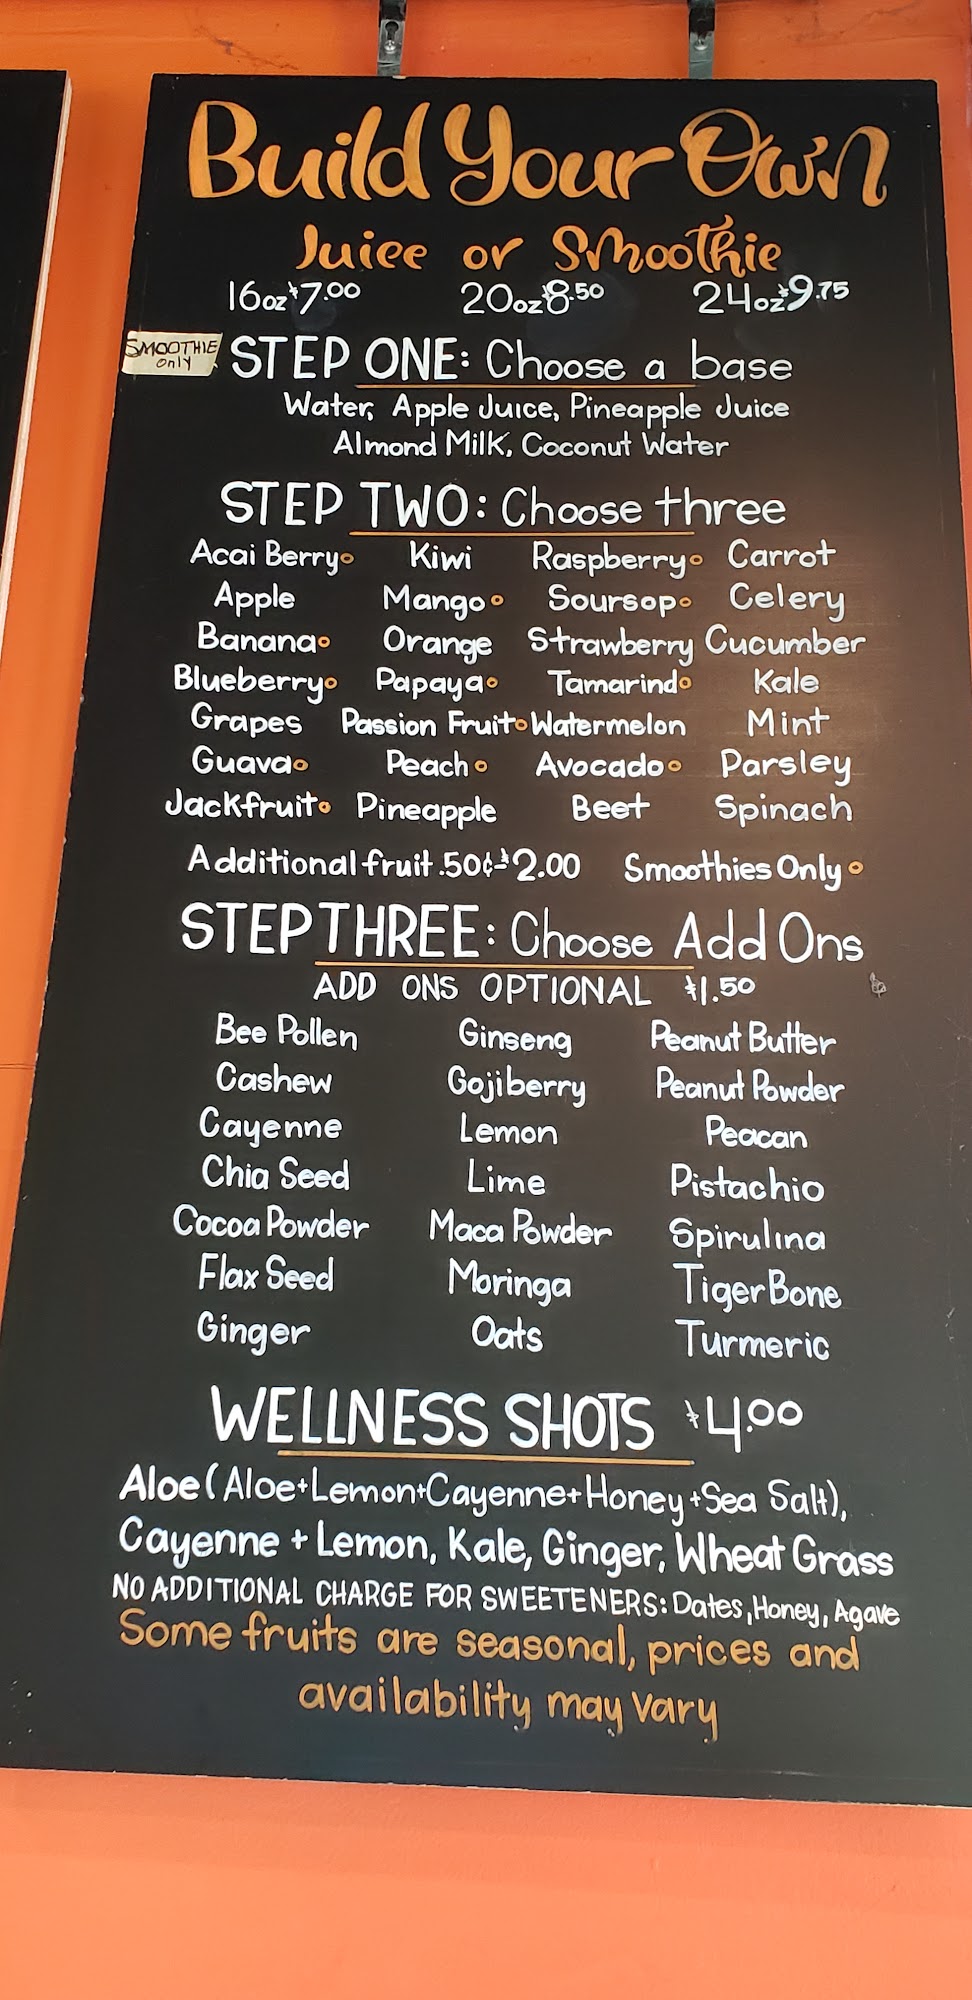 Build Your Own
Juice or Smoothie
16oz $7.00 20oz $8.50 24oz $9.75
SMOOTHIE
only
STEP ONE: Choose a base
Water, Apple Juice, Pineapple Juice
Almond Milk, Coconut Water
STEP TWO: Choose three
Acai Berry Kiwi Raspberry Carrot
Apple Mango Soursop Celery
Banana Orange Strawberry Cucumber
Blueberry Papaya Tamarind Kale
Grapes Passion Fruit Watermelon Mint
Guava Peach Avocado Parsley
Jackfruit Pineapple Beet Spinach
Additional fruit .50¢-$2.00 Smoothies Only
STEP THREE: Choose Add Ons
ADD ONS OPTIONAL $1.50
Bee Pollen Ginseng Peanut Butter
Cashew Gojiberry Peanut Powder
Cayenne Lemon Peacan
Chia Seed Lime Pistachio
Cocoa Powder Maca Powder Spirulina
Flax Seed Moringa Tiger Bone
Ginger Oats Turmeric
WELLNESS SHOTS $4.00
Aloe (Aloe+Lemon+Cayenne+Honey+Sea Salt),
Cayenne + Lemon, Kale, Ginger, Wheat Grass
NO ADDITIONAL CHARGE FOR SWEETENERS: Dates, Honey, Agave
Some fruits are seasonal, prices and
availability may vary